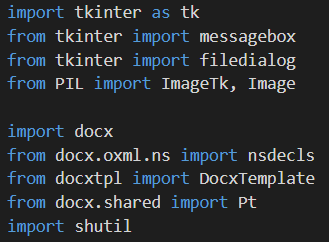 import tkinter as tk
from tkinter import messagebox
from tkinter import filedialog
from PIL import ImageTk, Image
import docx
from docx.oxml.ns import nsdecls
from docxtpl import DocxTemplate
from docx.shared import Pt
import shutil